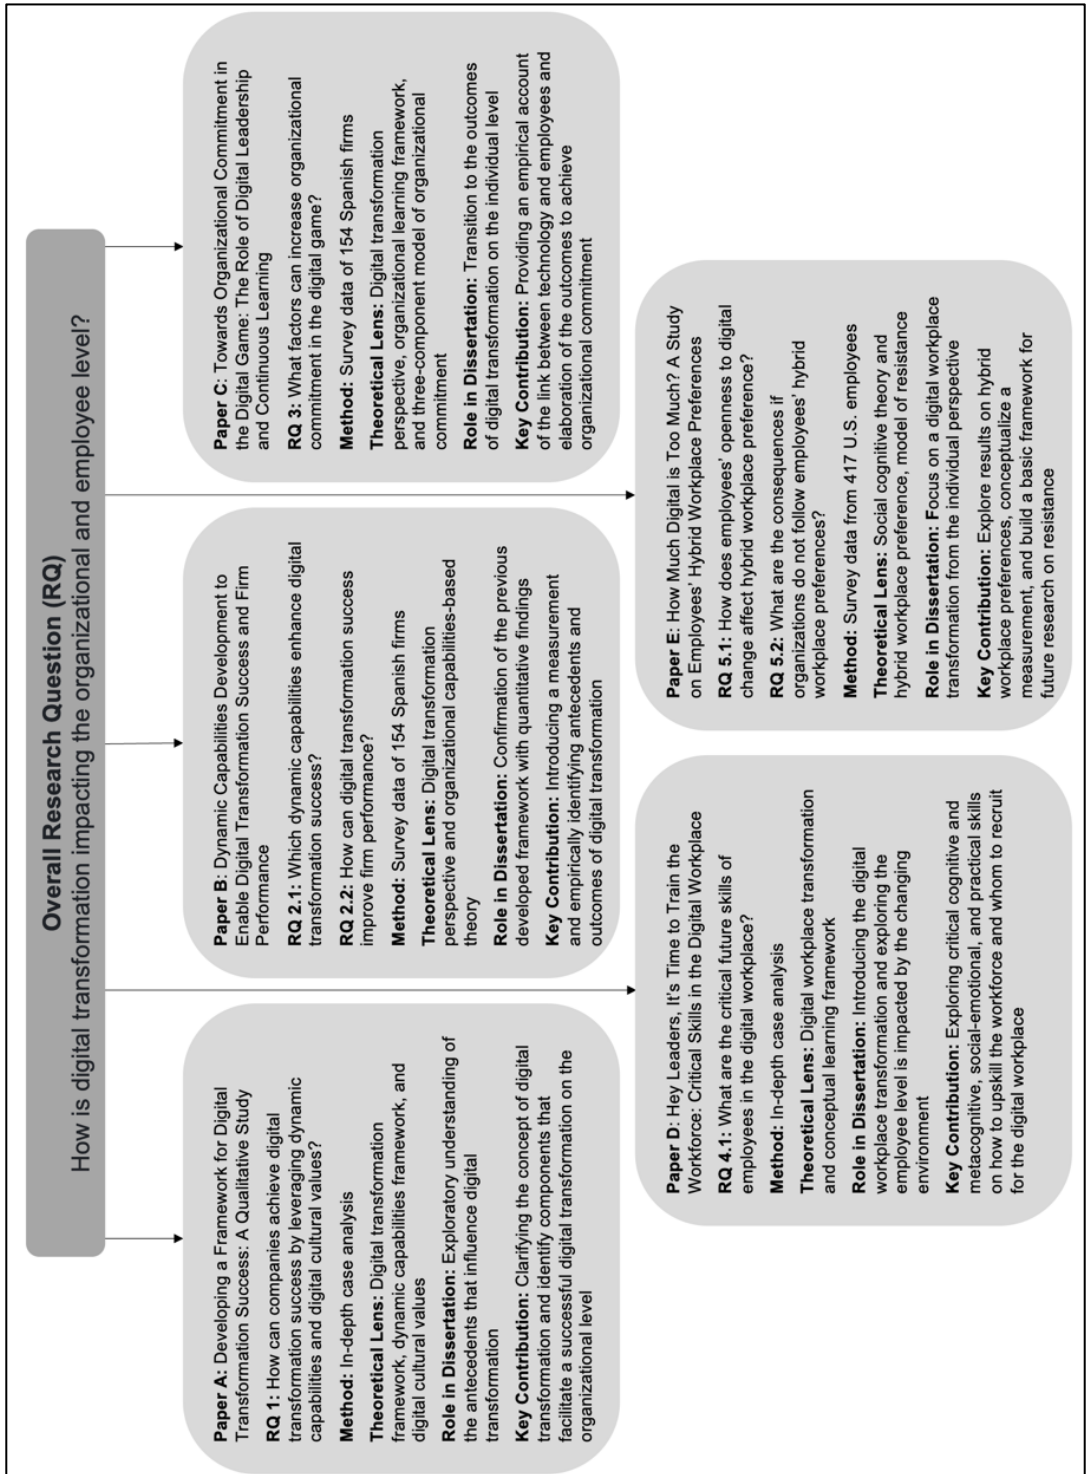 Overall Research Question (RQ)
How is digital transformation impacting the organizational and employee level?
Paper A: Developing a Framework for Digital
Transformation Success: A Qualitative Study
RQ 1: How can companies achieve digital
transformation success by leveraging dynamic
capabilities and digital cultural values?
Method: In-depth case analysis
Theoretical Lens: Digital transformation
framework, dynamic capabilities framework, and
digital cultural values
Role in Dissertation: Exploratory understanding of
the antecedents that influence digital
transformation
Key Contribution: Clarifying the concept of digital
transformation and identify components that
facilitate a successful digital transformation on the
organizational level
Paper B: Dynamic Capabilities Development to
Enable Digital Transformation Success and Firm
Performance
RQ 2.1: Which dynamic capabilities enhance digital
transformation success?
RQ 2.2: How can digital transformation success
improve firm performance?
Method: Survey data of 154 Spanish firms
Theoretical Lens: Digital transformation
perspective and organizational capabilities-based
theory
Role in Dissertation: Confirmation of the previous
developed framework with quantitative findings
Key Contribution: Introducing a measurement
and empirically identifying antecedents and
outcomes of digital transformation
Paper C: Towards Organizational Commitment in
the Digital Game: The Role of Digital Leadership
and Continuous Learning
RQ 3: What factors can increase organizational
commitment in the digital game?
Method: Survey data of 154 Spanish firms
Theoretical Lens: Digital transformation
perspective, organizational learning framework,
and three-component model of organizational
commitment
Role in Dissertation: Transition to the outcomes
of digital transformation on the individual level
Key Contribution: Providing an empirical account
of the link between technology and employees and
elaboration of the outcomes to achieve
organizational commitment
Paper D: Hey Leaders, It's Time to Train the
Workforce: Critical Skills in the Digital Workplace
RQ 4.1: What are the critical future skills of
employees in the digital workplace?
Method: In-depth case analysis
Theoretical Lens: Digital workplace transformation
and conceptual learning framework
Role in Dissertation: Introducing the digital
workplace transformation and exploring the
employee level is impacted by the changing
environment
Key Contribution: Exploring critical cognitive and
metacognitive, social-emotional, and practical skills
on how to upskill the workforce and whom to recruit
for the digital workplace
Paper E: How Much Digital is Too Much? A Study
on Employees' Hybrid Workplace Preferences
RQ 5.1: How does employees' openness to digital
change affect hybrid workplace preference?
RQ 5.2: What are the consequences if
organizations do not follow employees' hybrid
workplace preferences?
Method: Survey data from 417 U.S. employees
Theoretical Lens: Social cognitive theory and
hybrid workplace preference, model of resistance
Role in Dissertation: Focus on a digital workplace
transformation from the individual perspective
Key Contribution: Explore results on hybrid
workplace preferences, conceptualize a
measurement, and build a basic framework for
future research on resistance